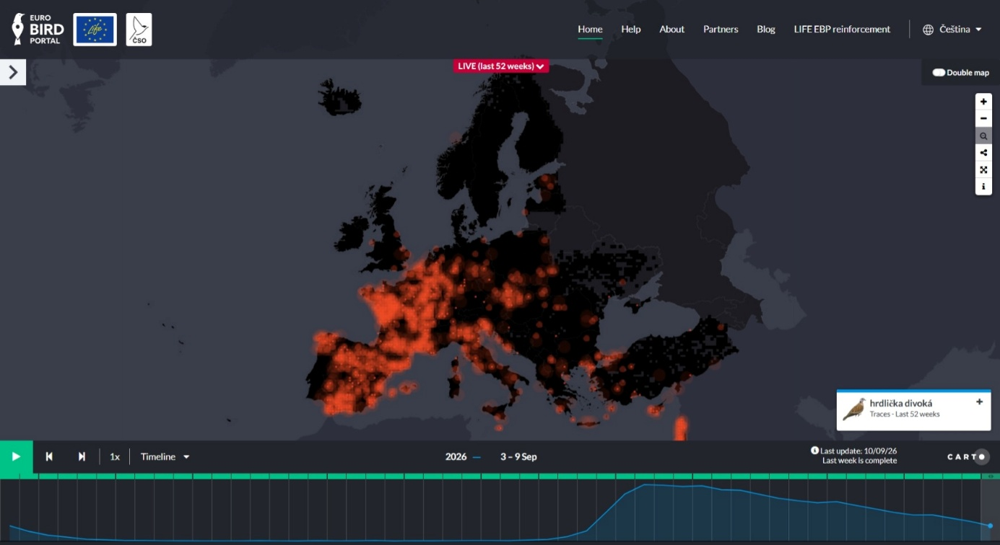 EURO
BIRD
PORTAL
Life
ČSO
Home
Help
About
Partners
Blog
LIFE EBP reinforcement
Čeština
LIVE (last 52 weeks)
Double map
hrdlička divoká
Traces - Last 52 weeks
1x
Timeline
2026 — 3 – 9 Sep
Last update: 10/09/26
Last week is complete
CARTO